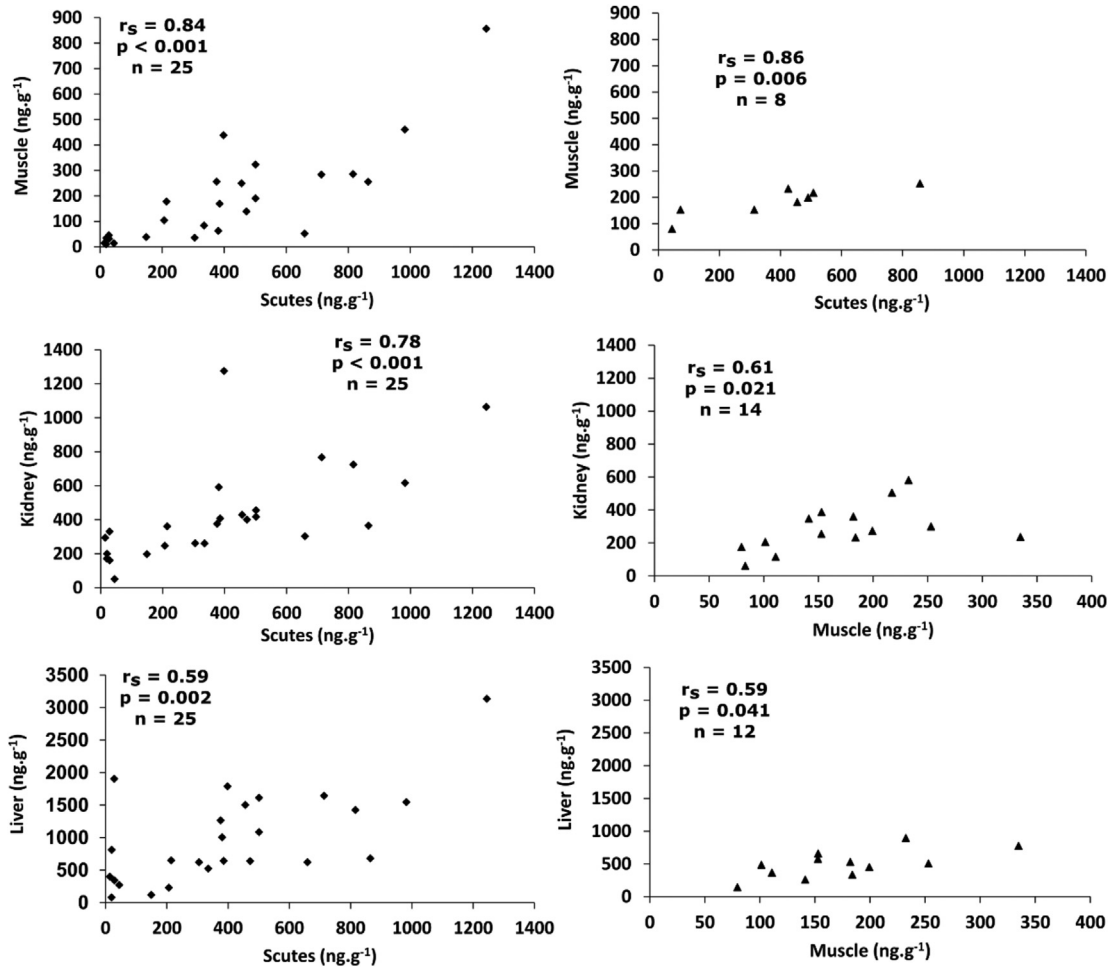 900
800
700
600
500
400
300
200
100
0
Muscle (ng.g⁻¹)
rₛ = 0.84
p < 0.001
n = 25
0 200 400 600 800 1000 1200 1400
Scutes (ng.g⁻¹)
900
800
700
600
500
400
300
200
100
0
Muscle (ng.g⁻¹)
rₛ = 0.86
p = 0.006
n = 8
0 200 400 600 800 1000 1200 1400
Scutes (ng.g⁻¹)
1400
1200
1000
800
600
400
200
0
Kidney (ng.g⁻¹)
rₛ = 0.78
p < 0.001
n = 25
0 200 400 600 800 1000 1200 1400
Scutes (ng.g⁻¹)
1400
1200
1000
800
600
400
200
0
Kidney (ng.g⁻¹)
rₛ = 0.61
p = 0.021
n = 14
0 50 100 150 200 250 300 350 400
Muscle (ng.g⁻¹)
3500
3000
2500
2000
1500
1000
500
0
Liver (ng.g⁻¹)
rₛ = 0.59
p = 0.002
n = 25
0 200 400 600 800 1000 1200 1400
Scutes (ng.g⁻¹)
3500
3000
2500
2000
1500
1000
500
0
Liver (ng.g⁻¹)
rₛ = 0.59
p = 0.041
n = 12
0 50 100 150 200 250 300 350 400
Muscle (ng.g⁻¹)